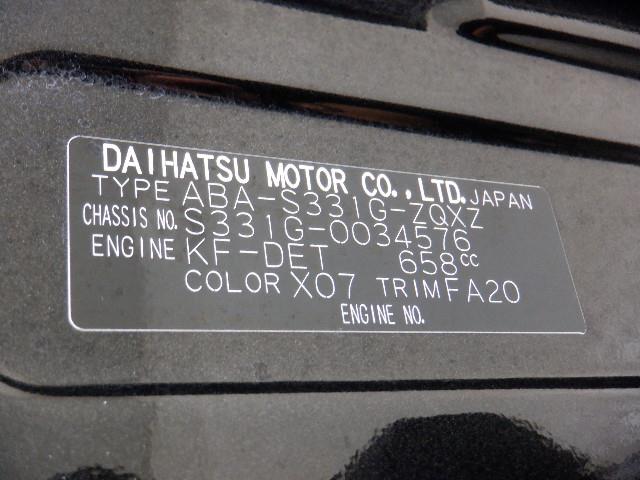 DAIHATSU MOTOR CO.,LTD. JAPAN
TYPE ABA-S331G-ZQXZ
CHASSIS NO. S331G-0034576
ENGINE KF-DET 658cc
COLOR X07 TRIM FA20
ENGINE NO.